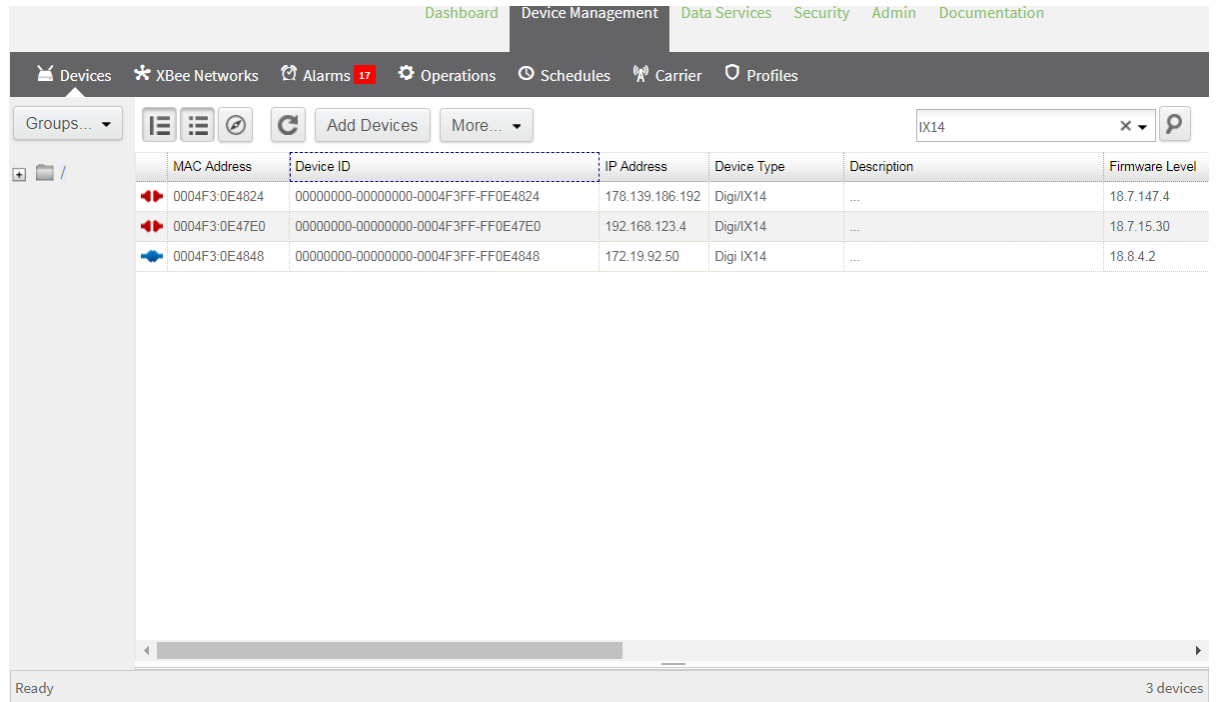 Dashboard Device Management Data Services Security Admin Documentation
Devices XBee Networks Alarms 17 Operations Schedules Carrier Profiles
Groups... Add Devices More... IX14
/
MAC Address Device ID IP Address Device Type Description Firmware Level
0004F3:0E4824 00000000-00000000-0004F3FF-FF0E4824 178.139.186.192 Digi/IX14 ... 18.7.147.4
0004F3:0E47E0 00000000-00000000-0004F3FF-FF0E47E0 192.168.123.4 Digi/IX14 ... 18.7.15.30
0004F3:0E4848 00000000-00000000-0004F3FF-FF0E4848 172.19.92.50 Digi IX14 ... 18.8.4.2
Ready 3 devices